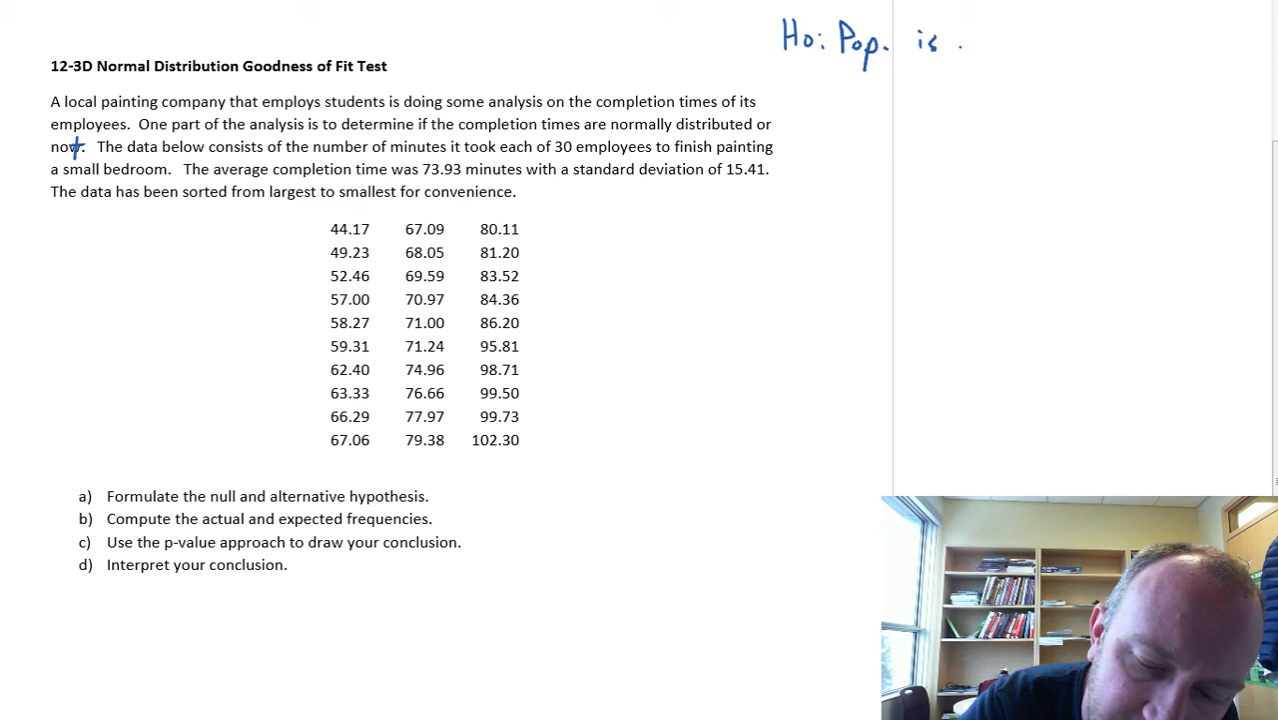 Ho: Pop. is
12-3D Normal Distribution Goodness of Fit Test
A local painting company that employs students is doing some analysis on the completion times of its
employees. One part of the analysis is to determine if the completion times are normally distributed or
not. The data below consists of the number of minutes it took each of 30 employees to finish painting
a small bedroom. The average completion time was 73.93 minutes with a standard deviation of 15.41.
The data has been sorted from largest to smallest for convenience.
44.17 67.09 80.11
49.23 68.05 81.20
52.46 69.59 83.52
57.00 70.97 84.36
58.27 71.00 86.20
59.31 71.24 95.81
62.40 74.96 98.71
63.33 76.66 99.50
66.29 77.97 99.73
67.06 79.38 102.30
a) Formulate the null and alternative hypothesis.
b) Compute the actual and expected frequencies.
c) Use the p-value approach to draw your conclusion.
d) Interpret your conclusion.